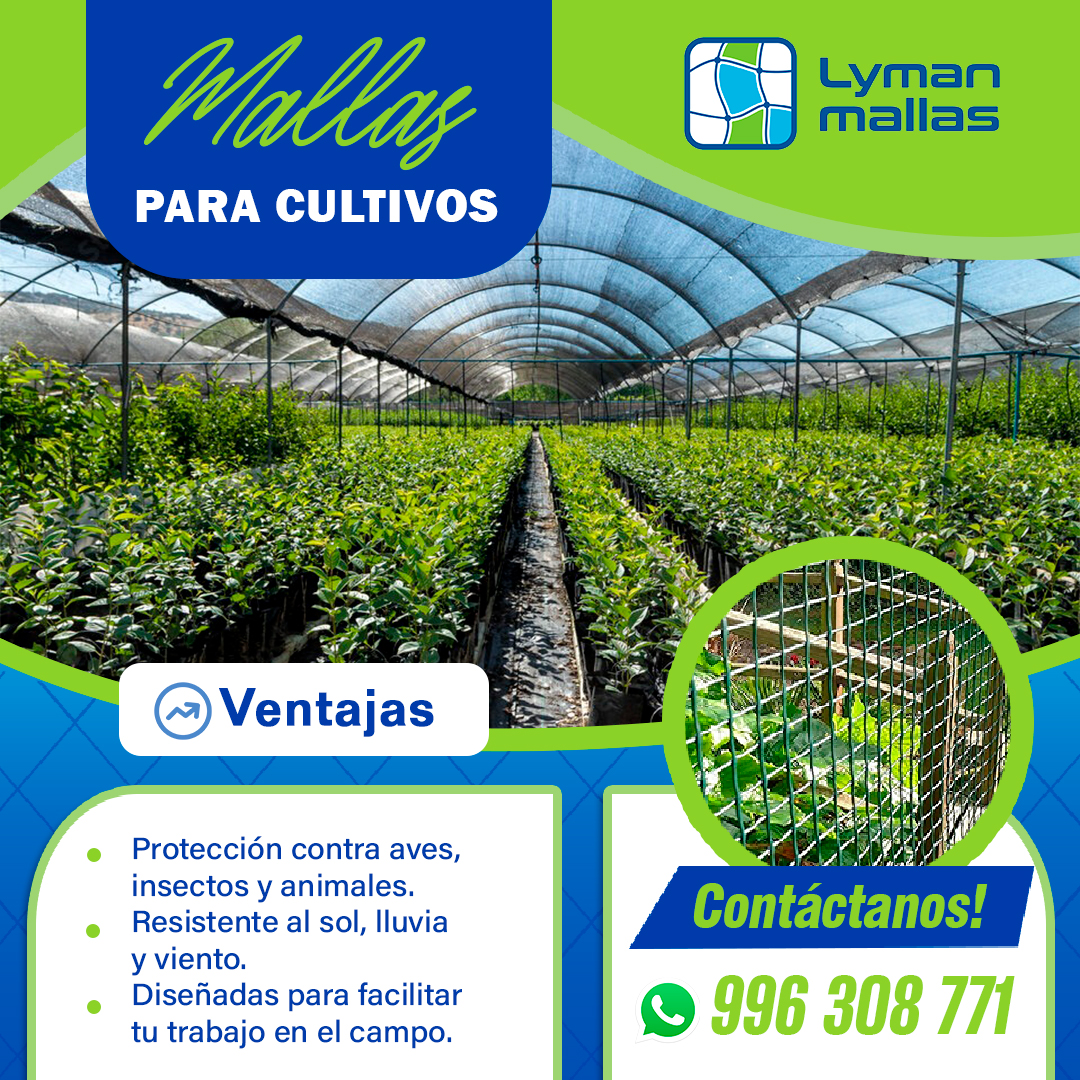 Mallas
PARA CULTIVOS
Lyman
mallas
Ventajas
Protección contra aves,
insectos y animales.
Resistente al sol, lluvia
y viento.
Diseñadas para facilitar
tu trabajo en el campo.
Contáctanos!
996 308 771